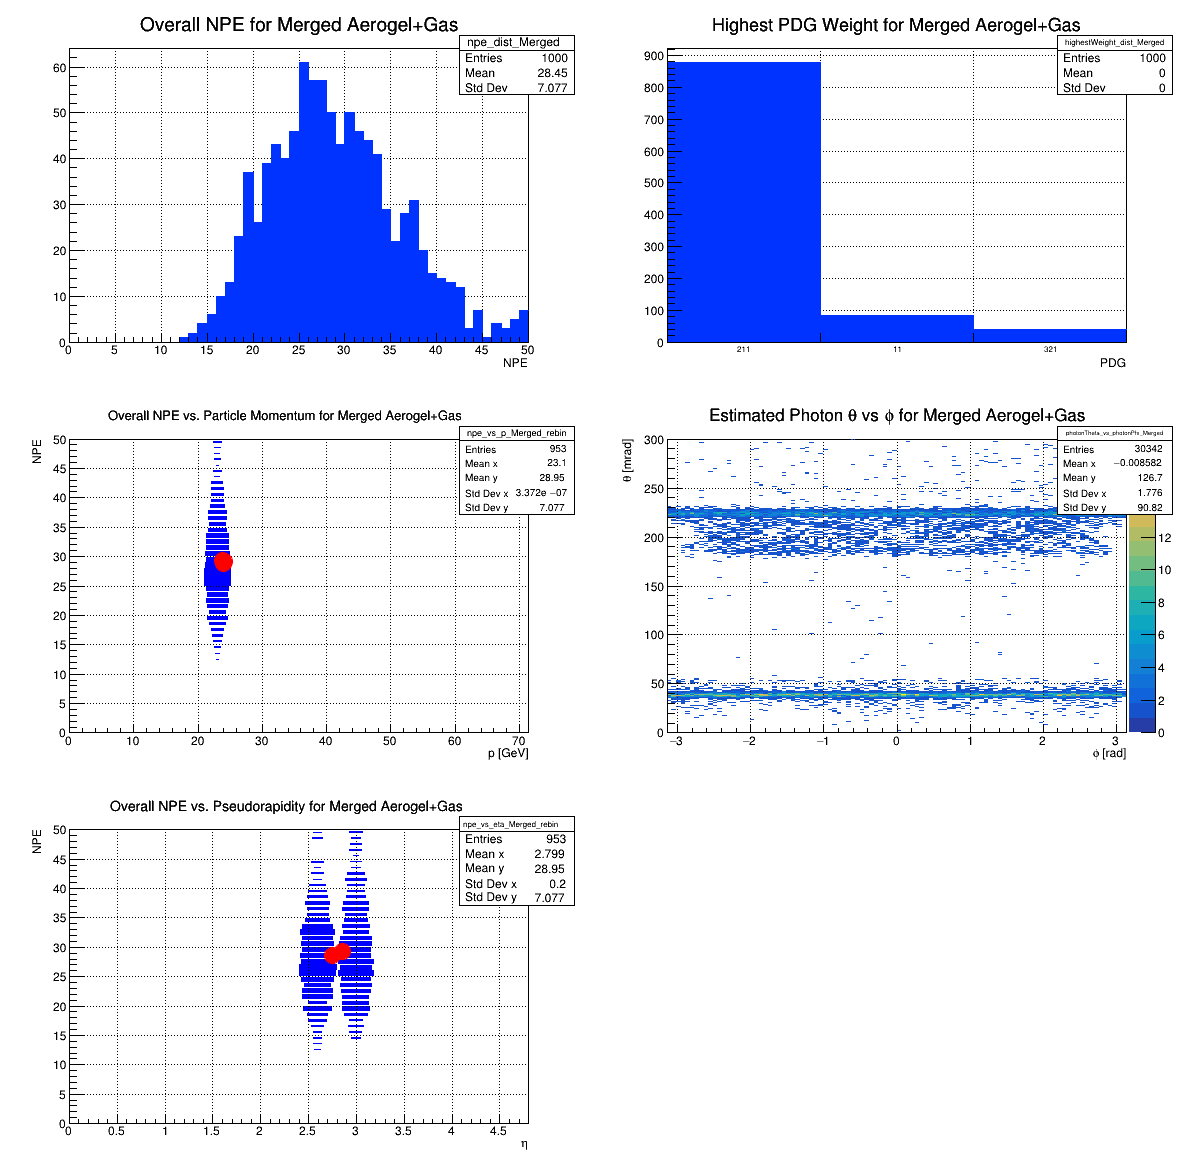 Overall NPE for Merged Aerogel+Gas
npe_dist_Merged
Entries 1000
Mean 28.45
Std Dev 7.077
60
50
40
30
20
10
0
0 5 10 15 20 25 30 35 40 45 50
NPE
Highest PDG Weight for Merged Aerogel+Gas
highestWeight_dist_Merged
Entries 1000
Mean 0
Std Dev 0
900
800
700
600
500
400
300
200
100
0
211 11 321
PDG
Overall NPE vs. Particle Momentum for Merged Aerogel+Gas
npe_vs_p_Merged_rebin
Entries 953
Mean x 23.1
Mean y 28.95
Std Dev x 3.372e −07
Std Dev y 7.077
NPE
50
45
40
35
30
25
20
15
10
5
0
0 10 20 30 40 50 60 70
p [GeV]
Estimated Photon θ vs ϕ for Merged Aerogel+Gas
photonTheta_vs_photonPhi_Merged
Entries 30342
Mean x −0.008582
Mean y 126.7
Std Dev x 1.776
Std Dev y 90.82
θ [mrad]
300
250
200
150
100
50
0
−3 −2 −1 0 1 2 3
ϕ [rad]
12
10
8
6
4
2
0
Overall NPE vs. Pseudorapidity for Merged Aerogel+Gas
npe_vs_eta_Merged_rebin
Entries 953
Mean x 2.799
Mean y 28.95
Std Dev x 0.2
Std Dev y 7.077
NPE
50
45
40
35
30
25
20
15
10
5
0
0 0.5 1 1.5 2 2.5 3 3.5 4 4.5
η